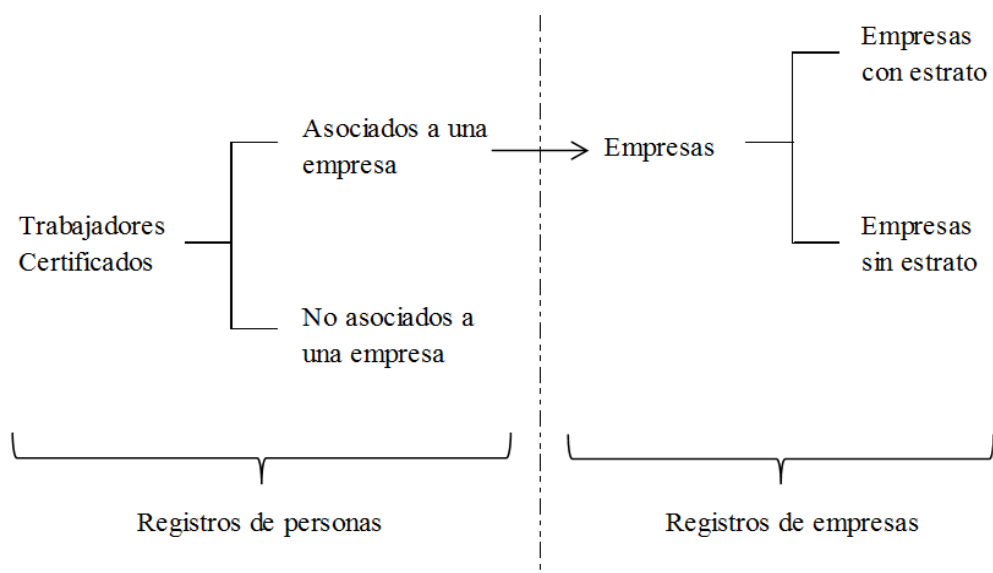 Empresas
con estrato
Asociados a una
empresa
Empresas
Trabajadores
Certificados
Empresas
sin estrato
No asociados a
una empresa
Registros de personas
Registros de empresas